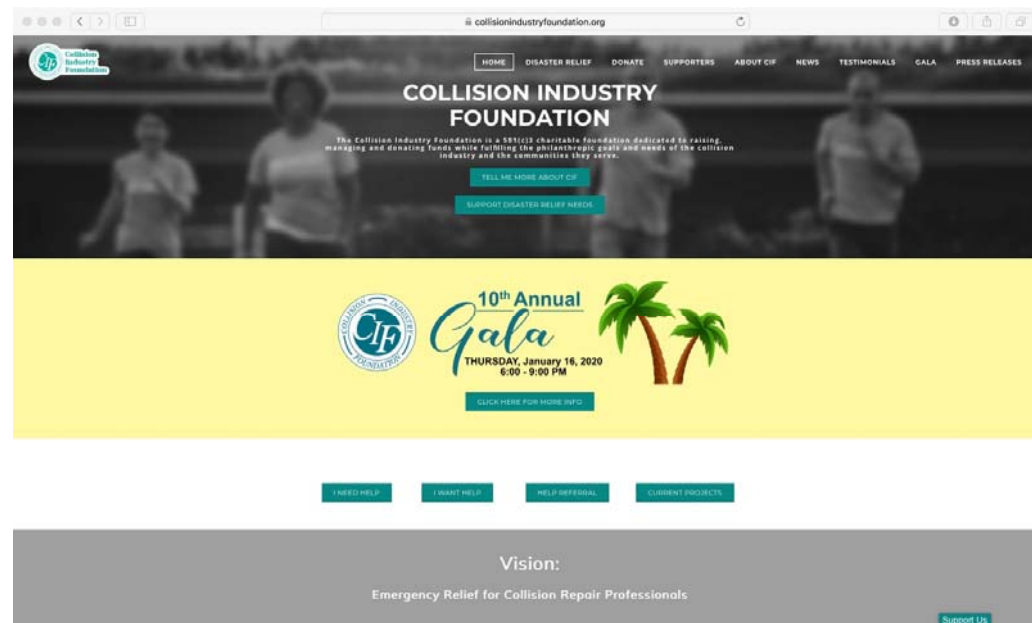 collisionindustryfoundation.org
Collision
Industry
Foundation
CIF
HOME DISASTER RELIEF DONATE SUPPORTERS ABOUT CIF NEWS TESTIMONIALS GALA PRESS RELEASES
COLLISION INDUSTRY
FOUNDATION
The Collision Industry Foundation is a 501(c)3 charitable foundation dedicated to raising,
managing and donating funds while fulfilling the philanthropic goals and needs of the collision
industry and the communities they serve.
TELL ME MORE ABOUT CIF
SUPPORT DISASTER RELIEF NEEDS
COLLISION INDUSTRY
CIF
FOUNDATION
10th Annual
Gala
THURSDAY, January 16, 2020
6:00 - 9:00 PM
CLICK HERE FOR MORE INFO
I NEED HELP I WANT HELP HELP REFERRAL CURRENT PROJECTS
Vision:
Emergency Relief for Collision Repair Professionals
Support Us